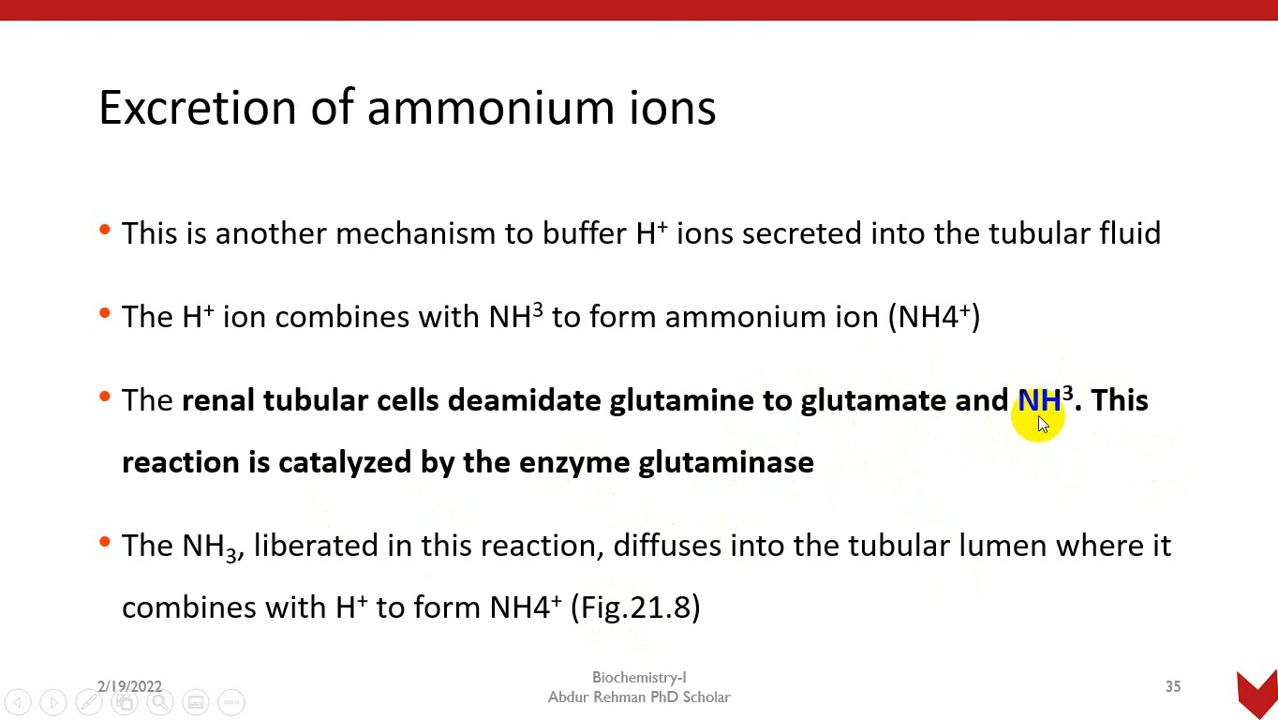 Excretion of ammonium ions
• This is another mechanism to buffer H⁺ ions secreted into the tubular fluid
• The H⁺ ion combines with NH³ to form ammonium ion (NH4⁺)
• The renal tubular cells deamidate glutamine to glutamate and NH³. This
reaction is catalyzed by the enzyme glutaminase
• The NH₃, liberated in this reaction, diffuses into the tubular lumen where it
combines with H⁺ to form NH4⁺ (Fig.21.8)
2/19/2022
Biochemistry-I
Abdur Rehman PhD Scholar
35